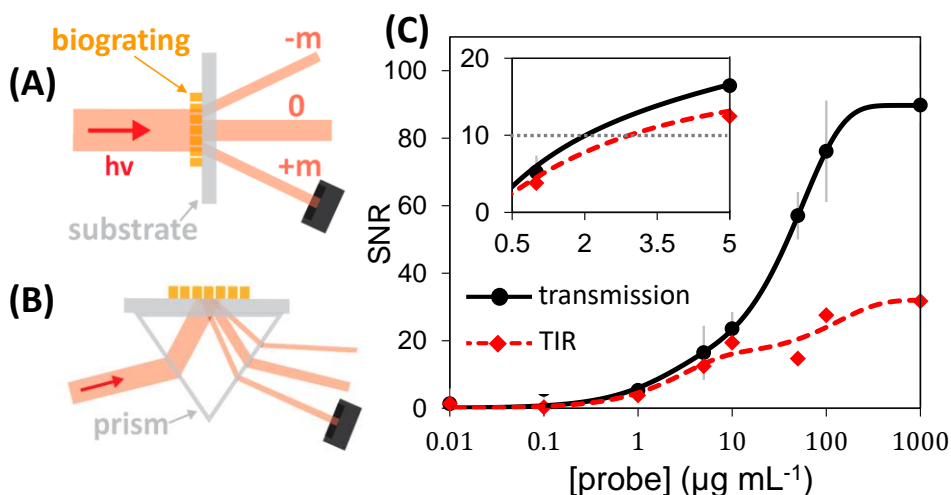 (A)
biograting
hv
substrate
-m
0
+m
(B)
prism
(C)
SNR
100
80
60
40
20
0
0.01
0.1
1
10
100
1000
[probe] (µg mL⁻¹)
transmission
TIR
20
10
0
0.5
2
3.5
5